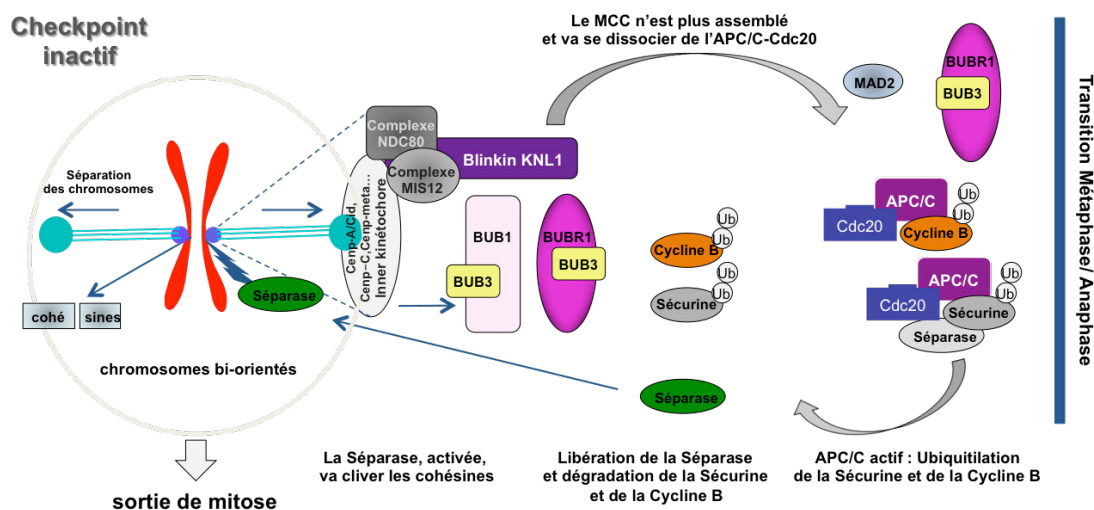 Checkpoint
inactif
Le MCC n'est plus assemblé
et va se dissocier de l'APC/C-Cdc20
MAD2
BUBR1
BUB3
Transition Métaphase/ Anaphase
Complexe
NDC80
Blinkin KNL1
Complexe
MIS12
Séparation
des chromosomes
Cenp-A/Cid,
Cenp-C,Cenp-meta...
Inner kinétochore
BUB1
BUB3
BUBR1
BUB3
Ub
Ub
Cycline B
Ub
Ub
Sécurine
APC/C
Ub
Ub
Cdc20
Cycline B
APC/C
Ub
Ub
Cdc20
Sécurine
Séparase
Séparase
cohé
sines
chromosomes bi-orientés
Séparase
La Séparase, activée,
va cliver les cohésines
Libération de la Séparase
et dégradation de la Sécurine
et de la Cycline B
APC/C actif : Ubiquitilation
de la Sécurine et de la Cycline B
sortie de mitose